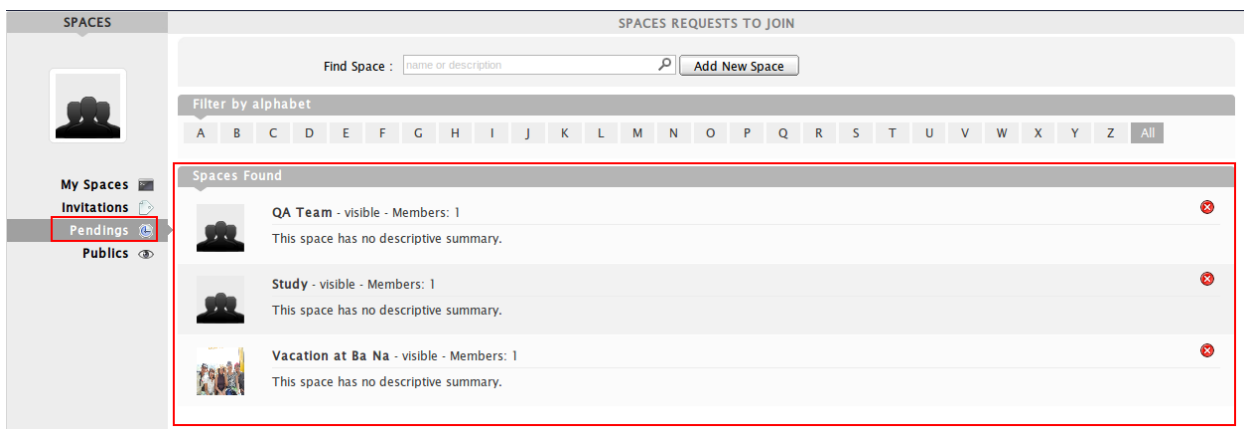 SPACES
SPACES REQUESTS TO JOIN
Find Space :
name or description
Add New Space
Filter by alphabet
A B C D E F G H I J K L M N O P Q R S T U V W X Y Z All
My Spaces
Invitations
Pendings
Publics
Spaces Found
QA Team - visible - Members: 1
This space has no descriptive summary.
Study - visible - Members: 1
This space has no descriptive summary.
Vacation at Ba Na - visible - Members: 1
This space has no descriptive summary.